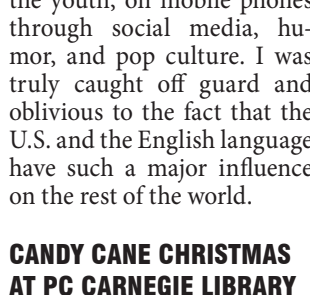 the youth, on mobile phones
through social media, hu-
mor, and pop culture. I was
truly caught off guard and
oblivious to the fact that the
U.S. and the English language
have such a major influence
on the rest of the world.
CANDY CANE CHRISTMAS
AT PC CARNEGIE LIBRARY